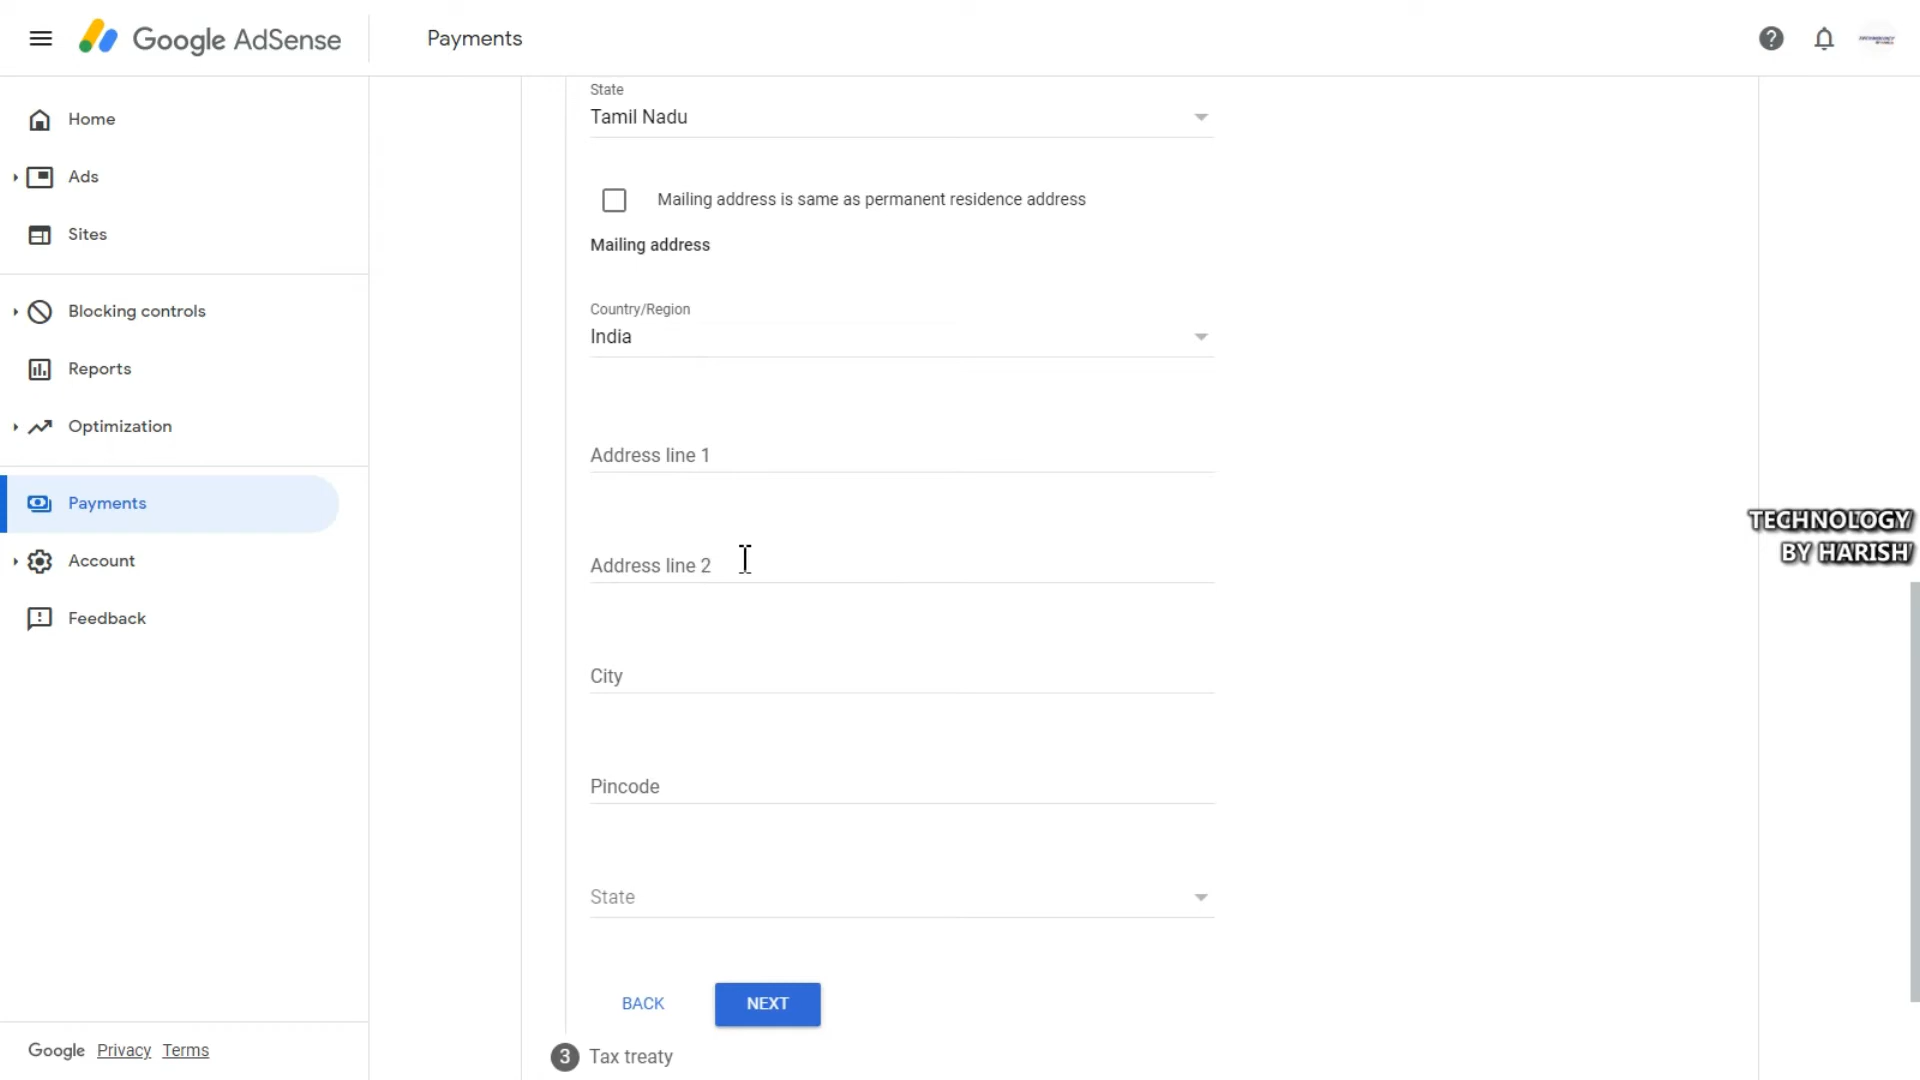 Google AdSense
Payments
Home
Ads
Sites
Blocking controls
Reports
Optimization
Payments
Account
Feedback
Google Privacy Terms
State
Tamil Nadu
Mailing address is same as permanent residence address
Mailing address
Country/Region
India
Address line 1
Address line 2
City
Pincode
State
BACK NEXT
3 Tax treaty
TECHNOLOGY
BY HARISH